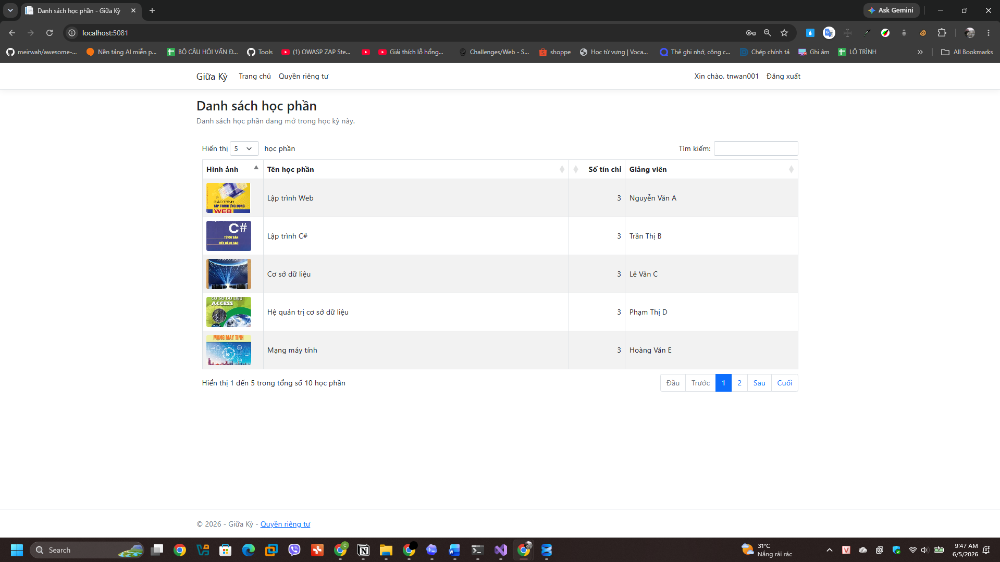 Danh sách học phần - Giữa Kỳ
Ask Gemini
localhost:5081
meirwah/awesome-...
Nền tảng AI miễn p...
BỘ CÂU HỎI VẤN Đ...
Tools
(1) OWASP ZAP Ste...
Giải thích lỗ hổng...
Challenges/Web - S...
shoppe
Học từ vựng | Voca...
Thẻ ghi nhớ, công c...
Chép chính tả
Ghi âm
LỘ TRÌNH
All Bookmarks
Giữa Kỳ
Trang chủ
Quyền riêng tư
Xin chào, tnwan001
Đăng xuất
Danh sách học phần
Danh sách học phần đang mở trong học kỳ này.
Hiển thị 5 học phần
Tìm kiếm:
Hình ảnh
Tên học phần
Số tín chỉ
Giảng viên
GIÁO TRÌNH
LẬP TRÌNH ỨNG DỤNG
WEB
Lập trình Web
3
Nguyễn Văn A
C#
TỪ CƠ BẢN
ĐẾN NÂNG CAO
Lập trình C#
3
Trần Thị B
CƠ SỞ DỮ LIỆU
Cơ sở dữ liệu
3
Lê Văn C
CƠ SỞ DỮ LIỆU
ACCESS
Hệ quản trị cơ sở dữ liệu
3
Phạm Thị D
MẠNG MÁY TÍNH
IoT
Mạng máy tính
3
Hoàng Văn E
Hiển thị 1 đến 5 trong tổng số 10 học phần
Đầu
Trước
1
2
Sau
Cuối
© 2026 - Giữa Kỳ - Quyền riêng tư
Search
31°C
Nắng rải rác
9:47 AM
6/5/2026